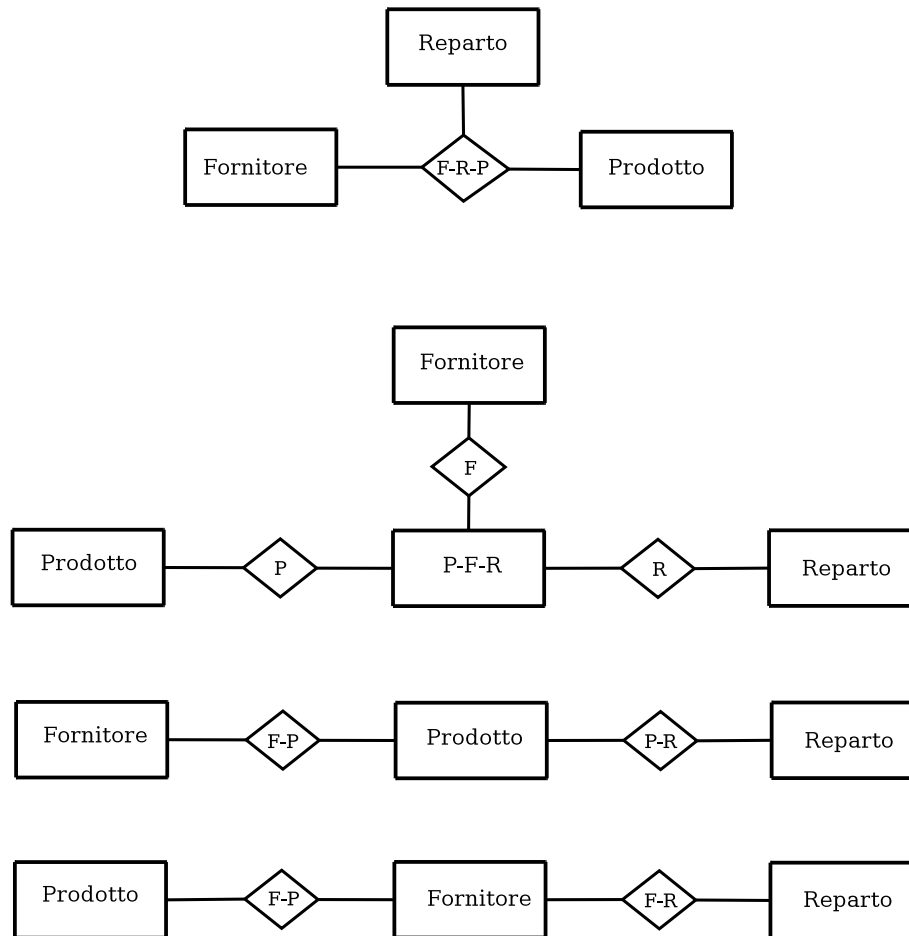 Reparto
Fornitore F-R-P Prodotto
Fornitore
F
Prodotto P P-F-R R Reparto
Fornitore F-P Prodotto P-R Reparto
Prodotto F-P Fornitore F-R Reparto